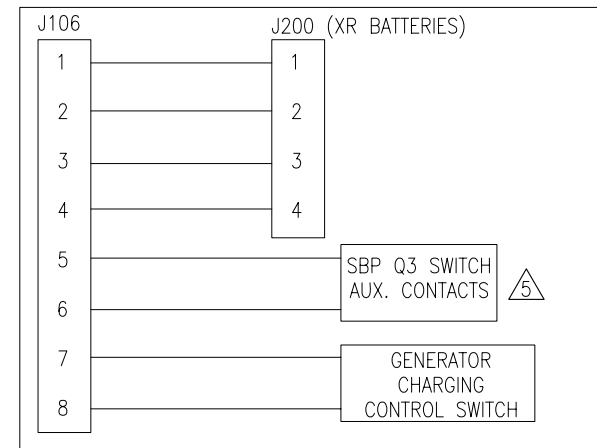 J106
J200 (XR BATTERIES)
1
1
2
2
3
3
4
4
5
SBP Q3 SWITCH
AUX. CONTACTS
5
6
7
GENERATOR
CHARGING
8
CONTROL SWITCH